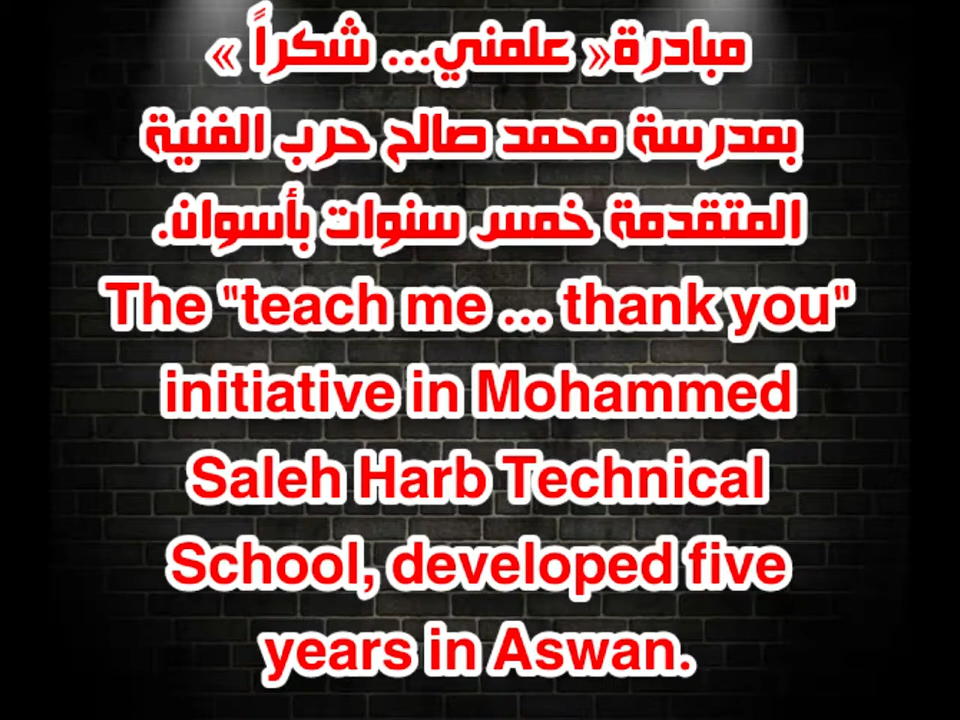 مبادرة« علمني... شكراً »
بمدرسة محمد صالح حرب الفنية
المتقدمة خمس سنوات بأسوان.
The "teach me ... thank you"
initiative in Mohammed
Saleh Harb Technical
School, developed five
years in Aswan.